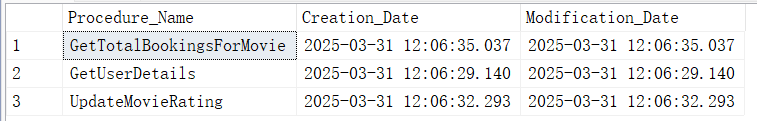 Procedure_Name Creation_Date Modification_Date
1 GetTotalBookingsForMovie 2025-03-31 12:06:35.037 2025-03-31 12:06:35.037
2 GetUserDetails 2025-03-31 12:06:29.140 2025-03-31 12:06:29.140
3 UpdateMovieRating 2025-03-31 12:06:32.293 2025-03-31 12:06:32.293